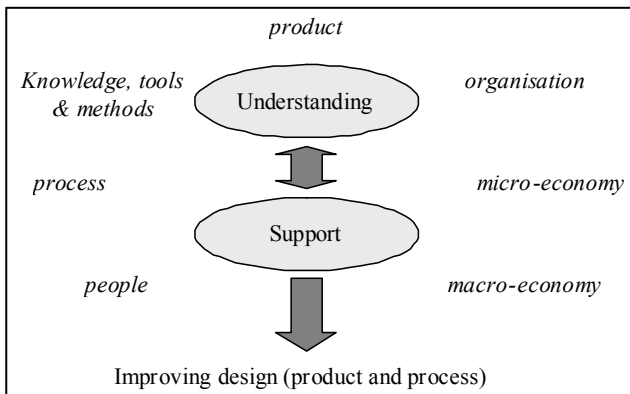 product
Knowledge, tools
& methods
Understanding
organisation
process
micro-economy
Support
people
macro-economy
Improving design (product and process)